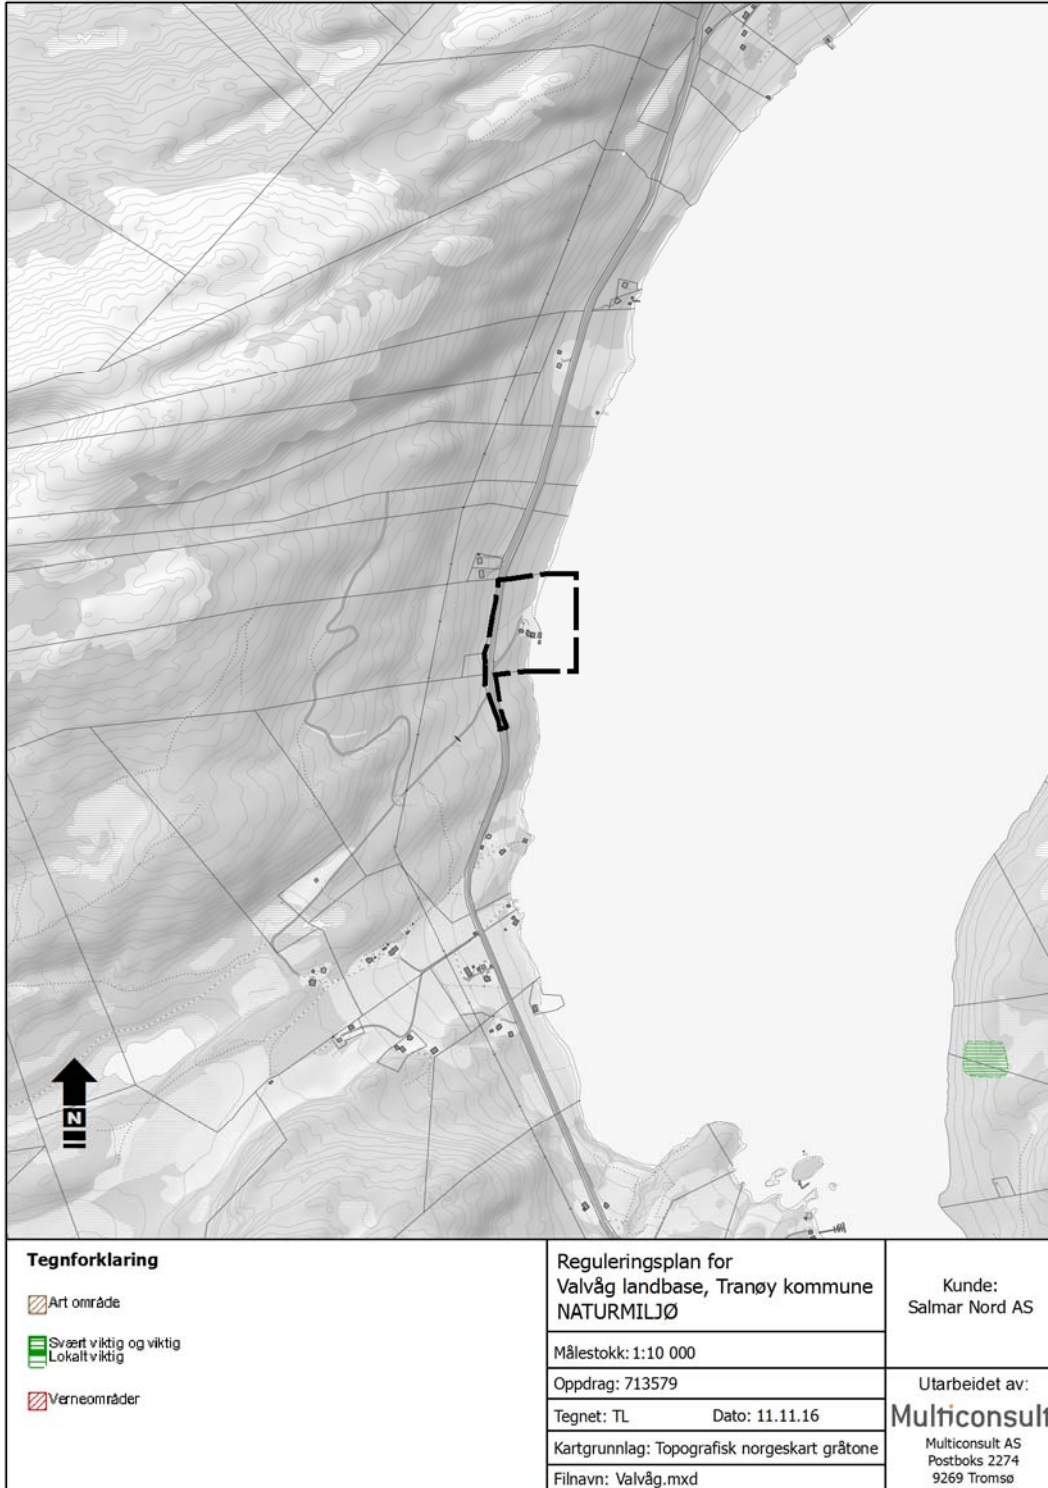 N
Tegnforklaring
Art område
Svært viktig og viktig
Lokalt viktig
Verneområder
Reguleringsplan for
Valvåg landbase, Tranøy kommune
NATURMILJØ
Målestokk: 1:10 000
Oppdrag: 713579
Tegnet: TL Dato: 11.11.16
Kartgrunnlag: Topografisk norgeskart gråtone
Filnavn: Valvåg.mxd
Kunde:
Salmar Nord AS
Utarbeidet av:
Multiconsult
Multiconsult AS
Postboks 2274
9269 Tromsø